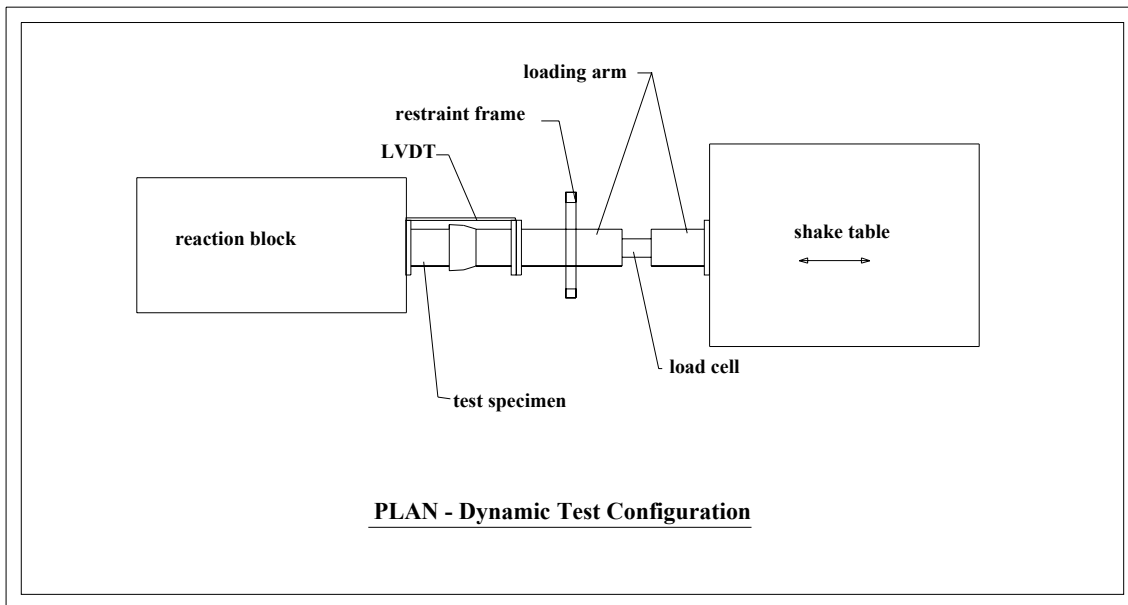 loading arm
restraint frame
LVDT
reaction block
shake table
load cell
test specimen
PLAN - Dynamic Test Configuration